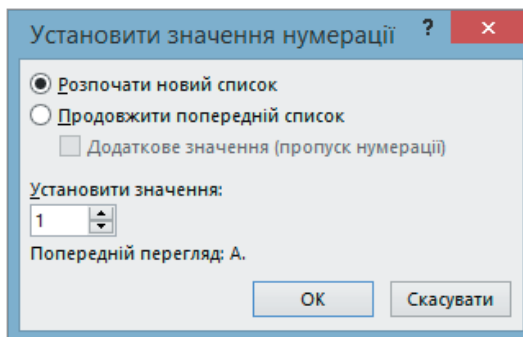 Установити значення нумерації ? ×
Розпочати новий список
Продовжити попередній список
Додаткове значення (пропуск нумерації)
Установити значення:
1
Попередній перегляд: A.
ОК Скасувати